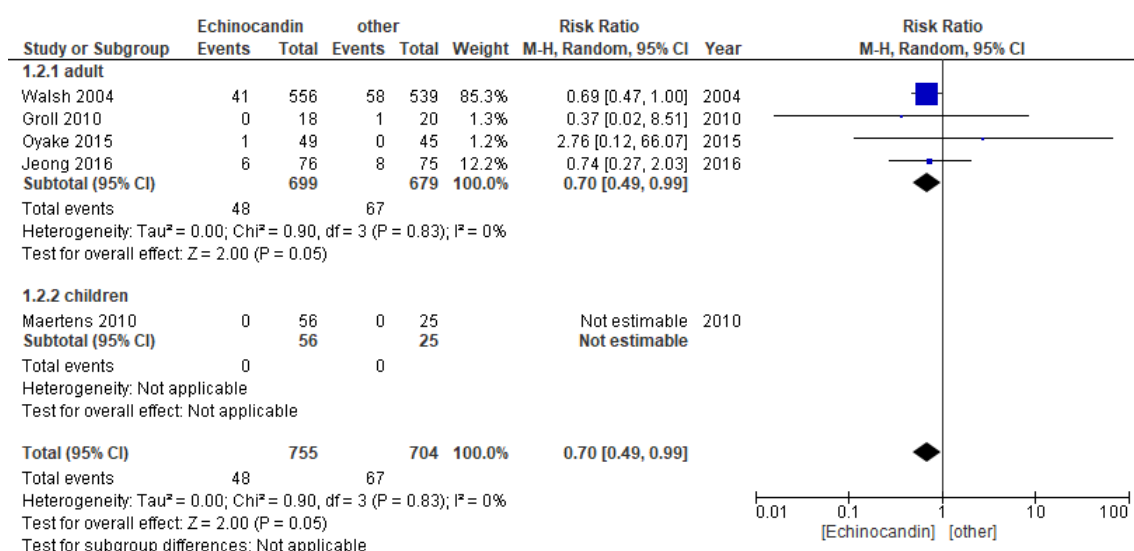 Echinocandin other Risk Ratio Risk Ratio
Study or Subgroup Events Total Events Total Weight M-H, Random, 95% CI Year M-H, Random, 95% CI
1.2.1 adult
Walsh 2004 41 556 58 539 85.3% 0.69 [0.47, 1.00] 2004
Groll 2010 0 18 1 20 1.3% 0.37 [0.02, 8.51] 2010
Oyake 2015 1 49 0 45 1.2% 2.76 [0.12, 66.07] 2015
Jeong 2016 6 76 8 75 12.2% 0.74 [0.27, 2.03] 2016
Subtotal (95% CI) 699 679 100.0% 0.70 [0.49, 0.99]
Total events 48 67
Heterogeneity: Tau² = 0.00; Chi² = 0.90, df = 3 (P = 0.83); I² = 0%
Test for overall effect: Z = 2.00 (P = 0.05)
1.2.2 children
Maertens 2010 0 56 0 25 Not estimable 2010
Subtotal (95% CI) 56 25 Not estimable
Total events 0 0
Heterogeneity: Not applicable
Test for overall effect: Not applicable
Total (95% CI) 755 704 100.0% 0.70 [0.49, 0.99]
Total events 48 67
Heterogeneity: Tau² = 0.00; Chi² = 0.90, df = 3 (P = 0.83); I² = 0%
Test for overall effect: Z = 2.00 (P = 0.05)
Test for subgroup differences: Not applicable
0.01 0.1 1 10 100
[Echinocandin] [other]